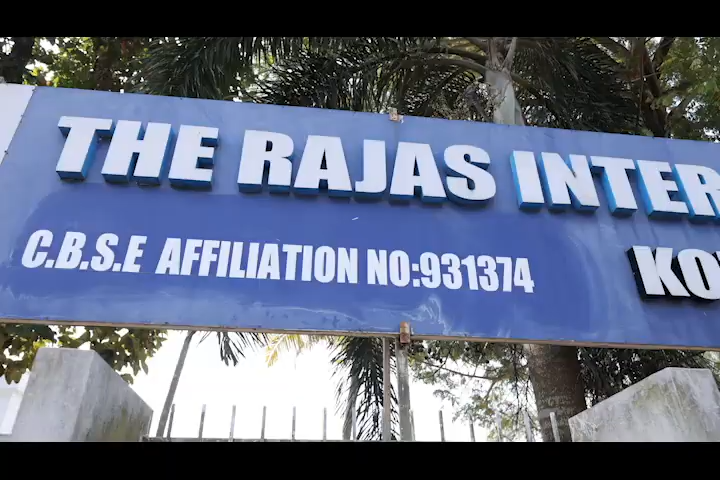 THE RAJAS INTER
C.B.S.E AFFILIATION NO:931374
KO